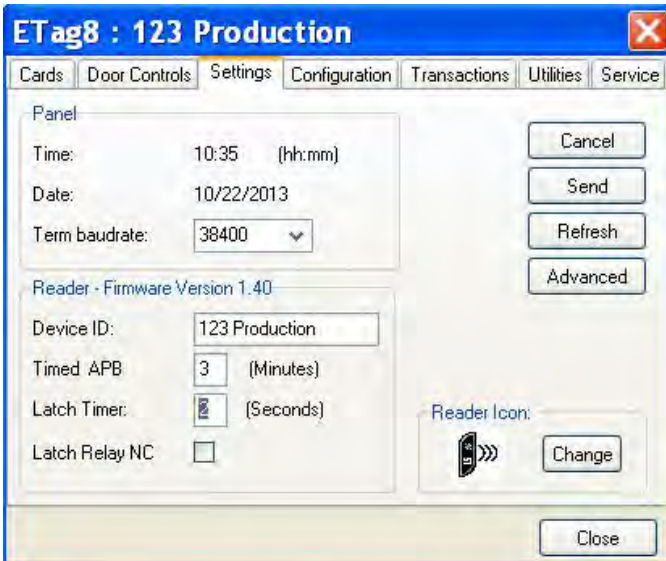 ETag8 : 123 Production
Cards Door Controls Settings Configuration Transactions Utilities Service
Panel
Time: 10:35 (hh:mm)
Date: 10/22/2013
Term baudrate: 38400
Cancel
Send
Refresh
Advanced
Reader - Firmware Version 1.40
Device ID: 123 Production
Timed APB 3 (Minutes)
Latch Timer: 2 (Seconds)
Latch Relay NC
Reader Icon:
Change
Close